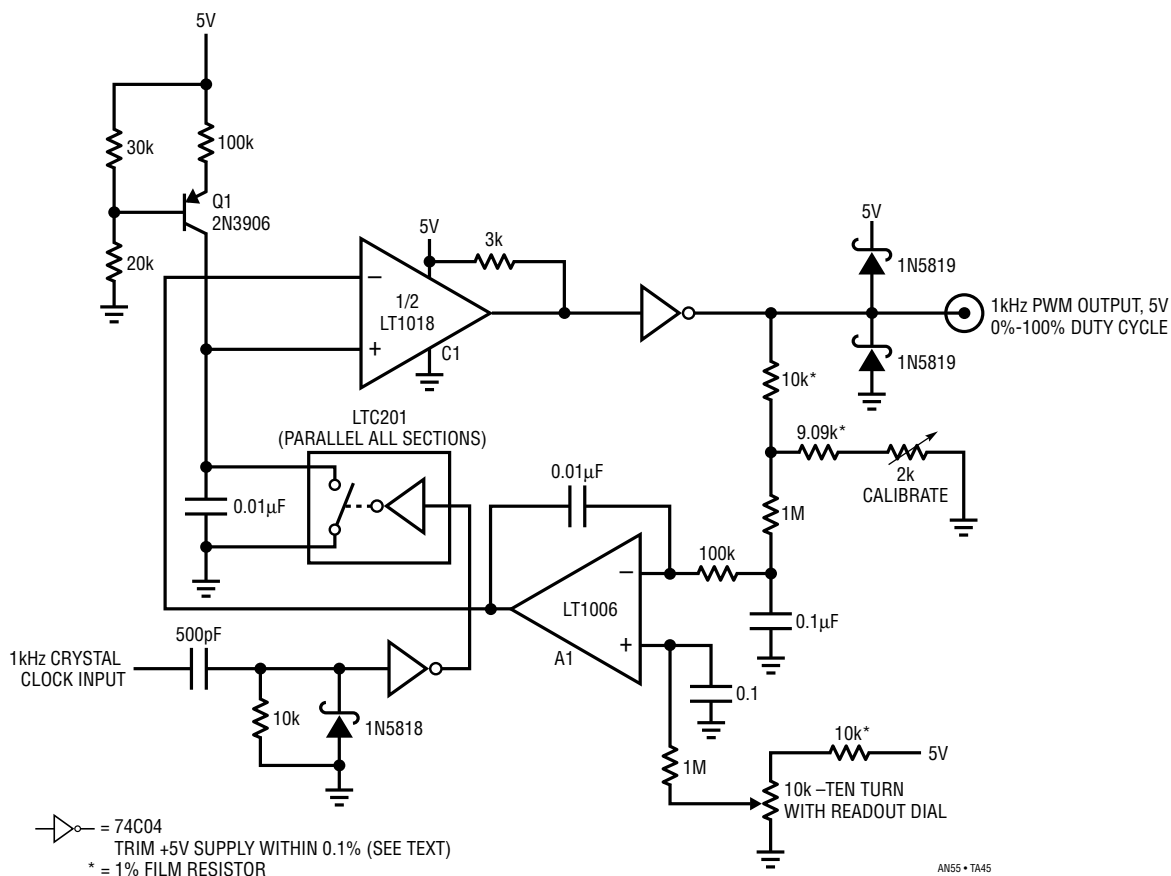 5V
30k
100k
Q1
2N3906
20k
5V
3k
−
1/2
LT1018
+
C1
5V
1N5819
1kHz PWM OUTPUT, 5V
0%-100% DUTY CYCLE
1N5819
10k*
9.09k*
2k
CALIBRATE
1M
LTC201
(PARALLEL ALL SECTIONS)
0.01µF
0.01µF
100k
−
LT1006
+
A1
0.1µF
0.1
500pF
1kHz CRYSTAL
CLOCK INPUT
10k
1N5818
1M
10k*
5V
10k –TEN TURN
WITH READOUT DIAL
= 74C04
TRIM +5V SUPPLY WITHIN 0.1% (SEE TEXT)
* = 1% FILM RESISTOR
AN55 • TA45